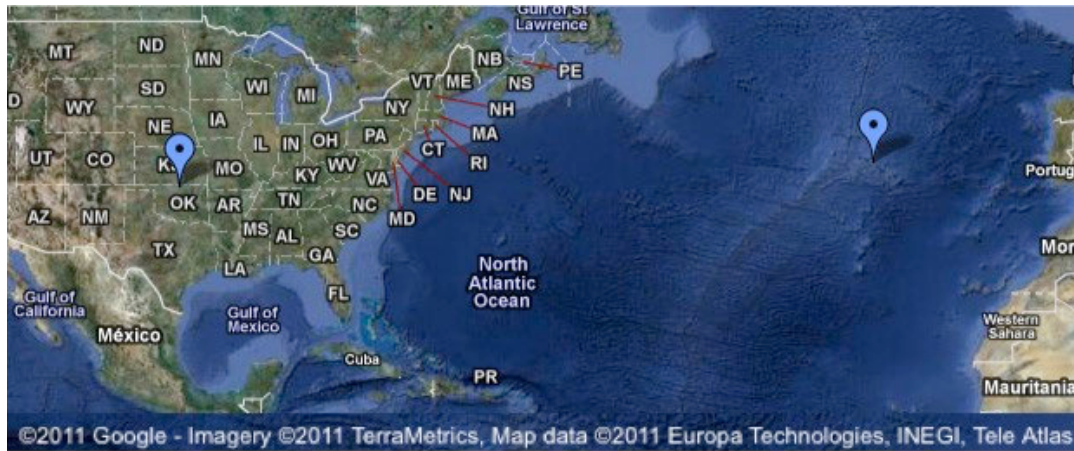 Gulf of St
Lawrence
MT
ND
MN
NB
ME
VT
PE
NS
D
WY
SD
WI
MI
NY
NH
NE
IA
IL
IN
OH
PA
MA
CT
RI
UT
CO
MO
KY
WV
VA
DE
NJ
MD
AZ
NM
OK
AR
TN
NC
TX
MS
AL
SC
GA
LA
FL
Portug
Mor
North
Atlantic
Ocean
Gulf of
California
Gulf of
Mexico
México
Cuba
PR
Western
Sahara
Mauritania
©2011 Google - Imagery ©2011 TerraMetrics, Map data ©2011 Europa Technologies, INEGI, Tele Atlas